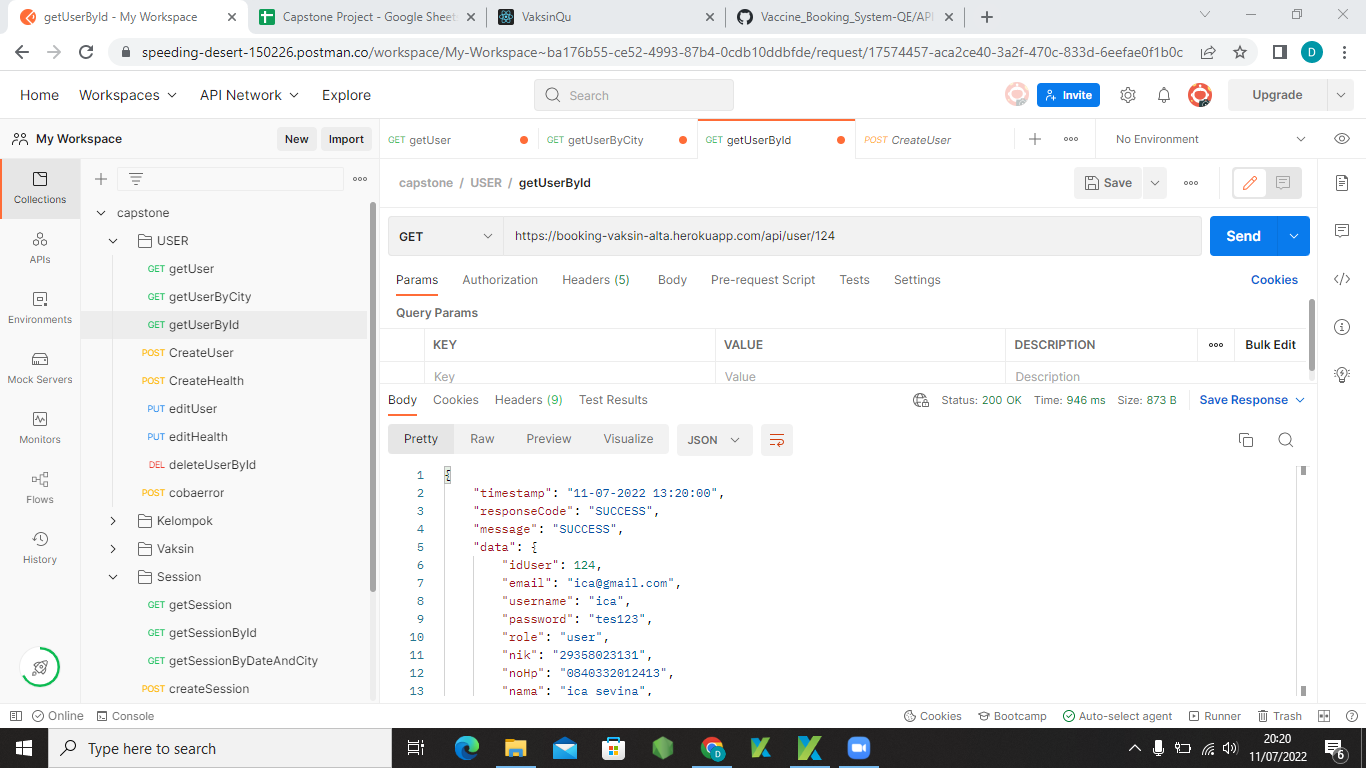 getUserById - My Workspace
Capstone Project - Google Sheet
VaksinQu
Vaccine_Booking_System-QE/API
speeding-desert-150226.postman.co/workspace/My-Workspace~ba176b55-ce52-4993-87b4-0cdb10ddbfde/request/17574457-aca2ce40-3a2f-470c-833d-6eefae0f1b0c
D
Home Workspaces API Network Explore
Search
Invite
Upgrade
My Workspace
New Import
GET getUser
GET getUserByCity
GET getUserById
POST CreateUser
No Environment
Collections
APIs
Environments
Mock Servers
Monitors
Flows
History
capstone
USER
GET getUser
GET getUserByCity
GET getUserById
POST CreateUser
POST CreateHealth
PUT editUser
PUT editHealth
DEL deleteUserById
POST cobaerror
Kelompok
Vaksin
Session
GET getSession
GET getSessionById
GET getSessionByDateAndCity
POST createSession
capstone / USER / getUserById
Save
GET
https://booking-vaksin-alta.herokuapp.com/api/user/124
Send
Params Authorization Headers (5) Body Pre-request Script Tests Settings
Cookies
Query Params
KEY VALUE DESCRIPTION
Bulk Edit
Key Value Description
Body Cookies Headers (9) Test Results
Status: 200 OK Time: 946 ms Size: 873 B
Save Response
Pretty Raw Preview Visualize
JSON
1 {
2 "timestamp": "11-07-2022 13:20:00",
3 "responseCode": "SUCCESS",
4 "message": "SUCCESS",
5 "data": {
6 "idUser": 124,
7 "email": "ica@gmail.com",
8 "username": "ica",
9 "password": "tes123",
10 "role": "user",
11 "nik": "29358023131",
12 "noHp": "0840332012413",
13 "nama": "ica sevina",
Online Console
Cookies Bootcamp Auto-select agent Runner Trash
Type here to search
D
20:20
11/07/2022
6